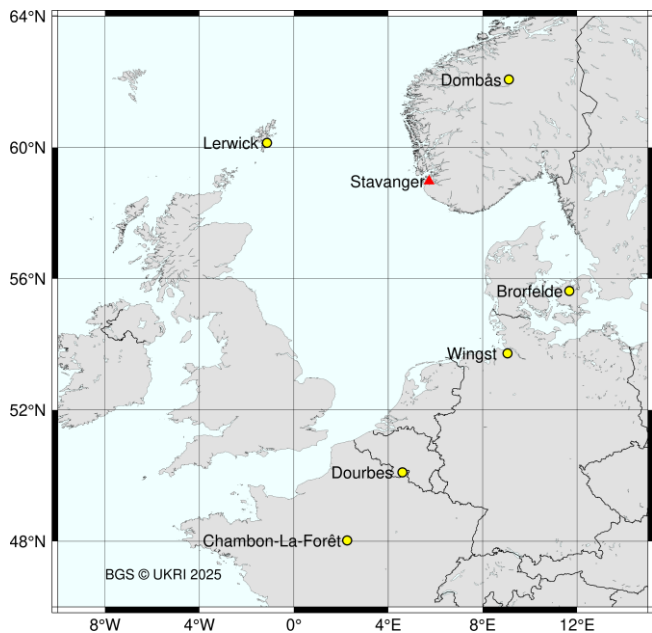 64°N
Dombås
Lerwick
60°N
Stavanger
56°N
Brorfelde
Wingst
52°N
Dourbes
48°N
Chambon-La-Forêt
BGS © UKRI 2025
8°W 4°W 0° 4°E 8°E 12°E